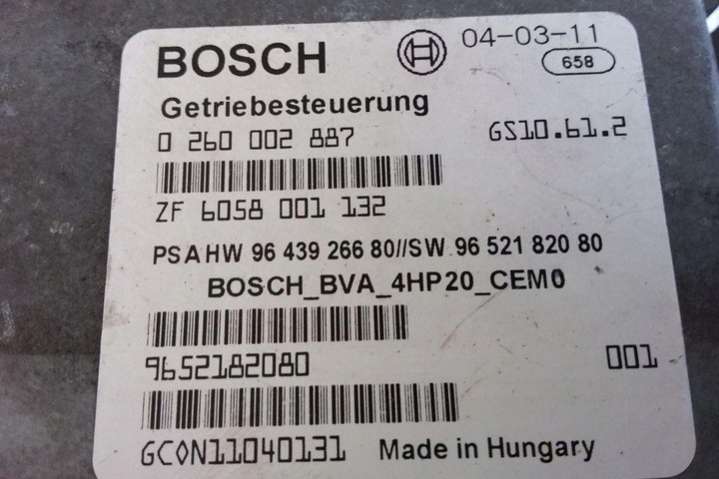 BOSCH 04-03-11
658
Getriebesteuerung
0 260 002 887 GS10.61.2
ZF 6058 001 132
PSA HW 96 439 266 80//SW 96 521 820 80
BOSCH_BVA_4HP20_CEM0
9652182080 001
GC0N11040131 Made in Hungary